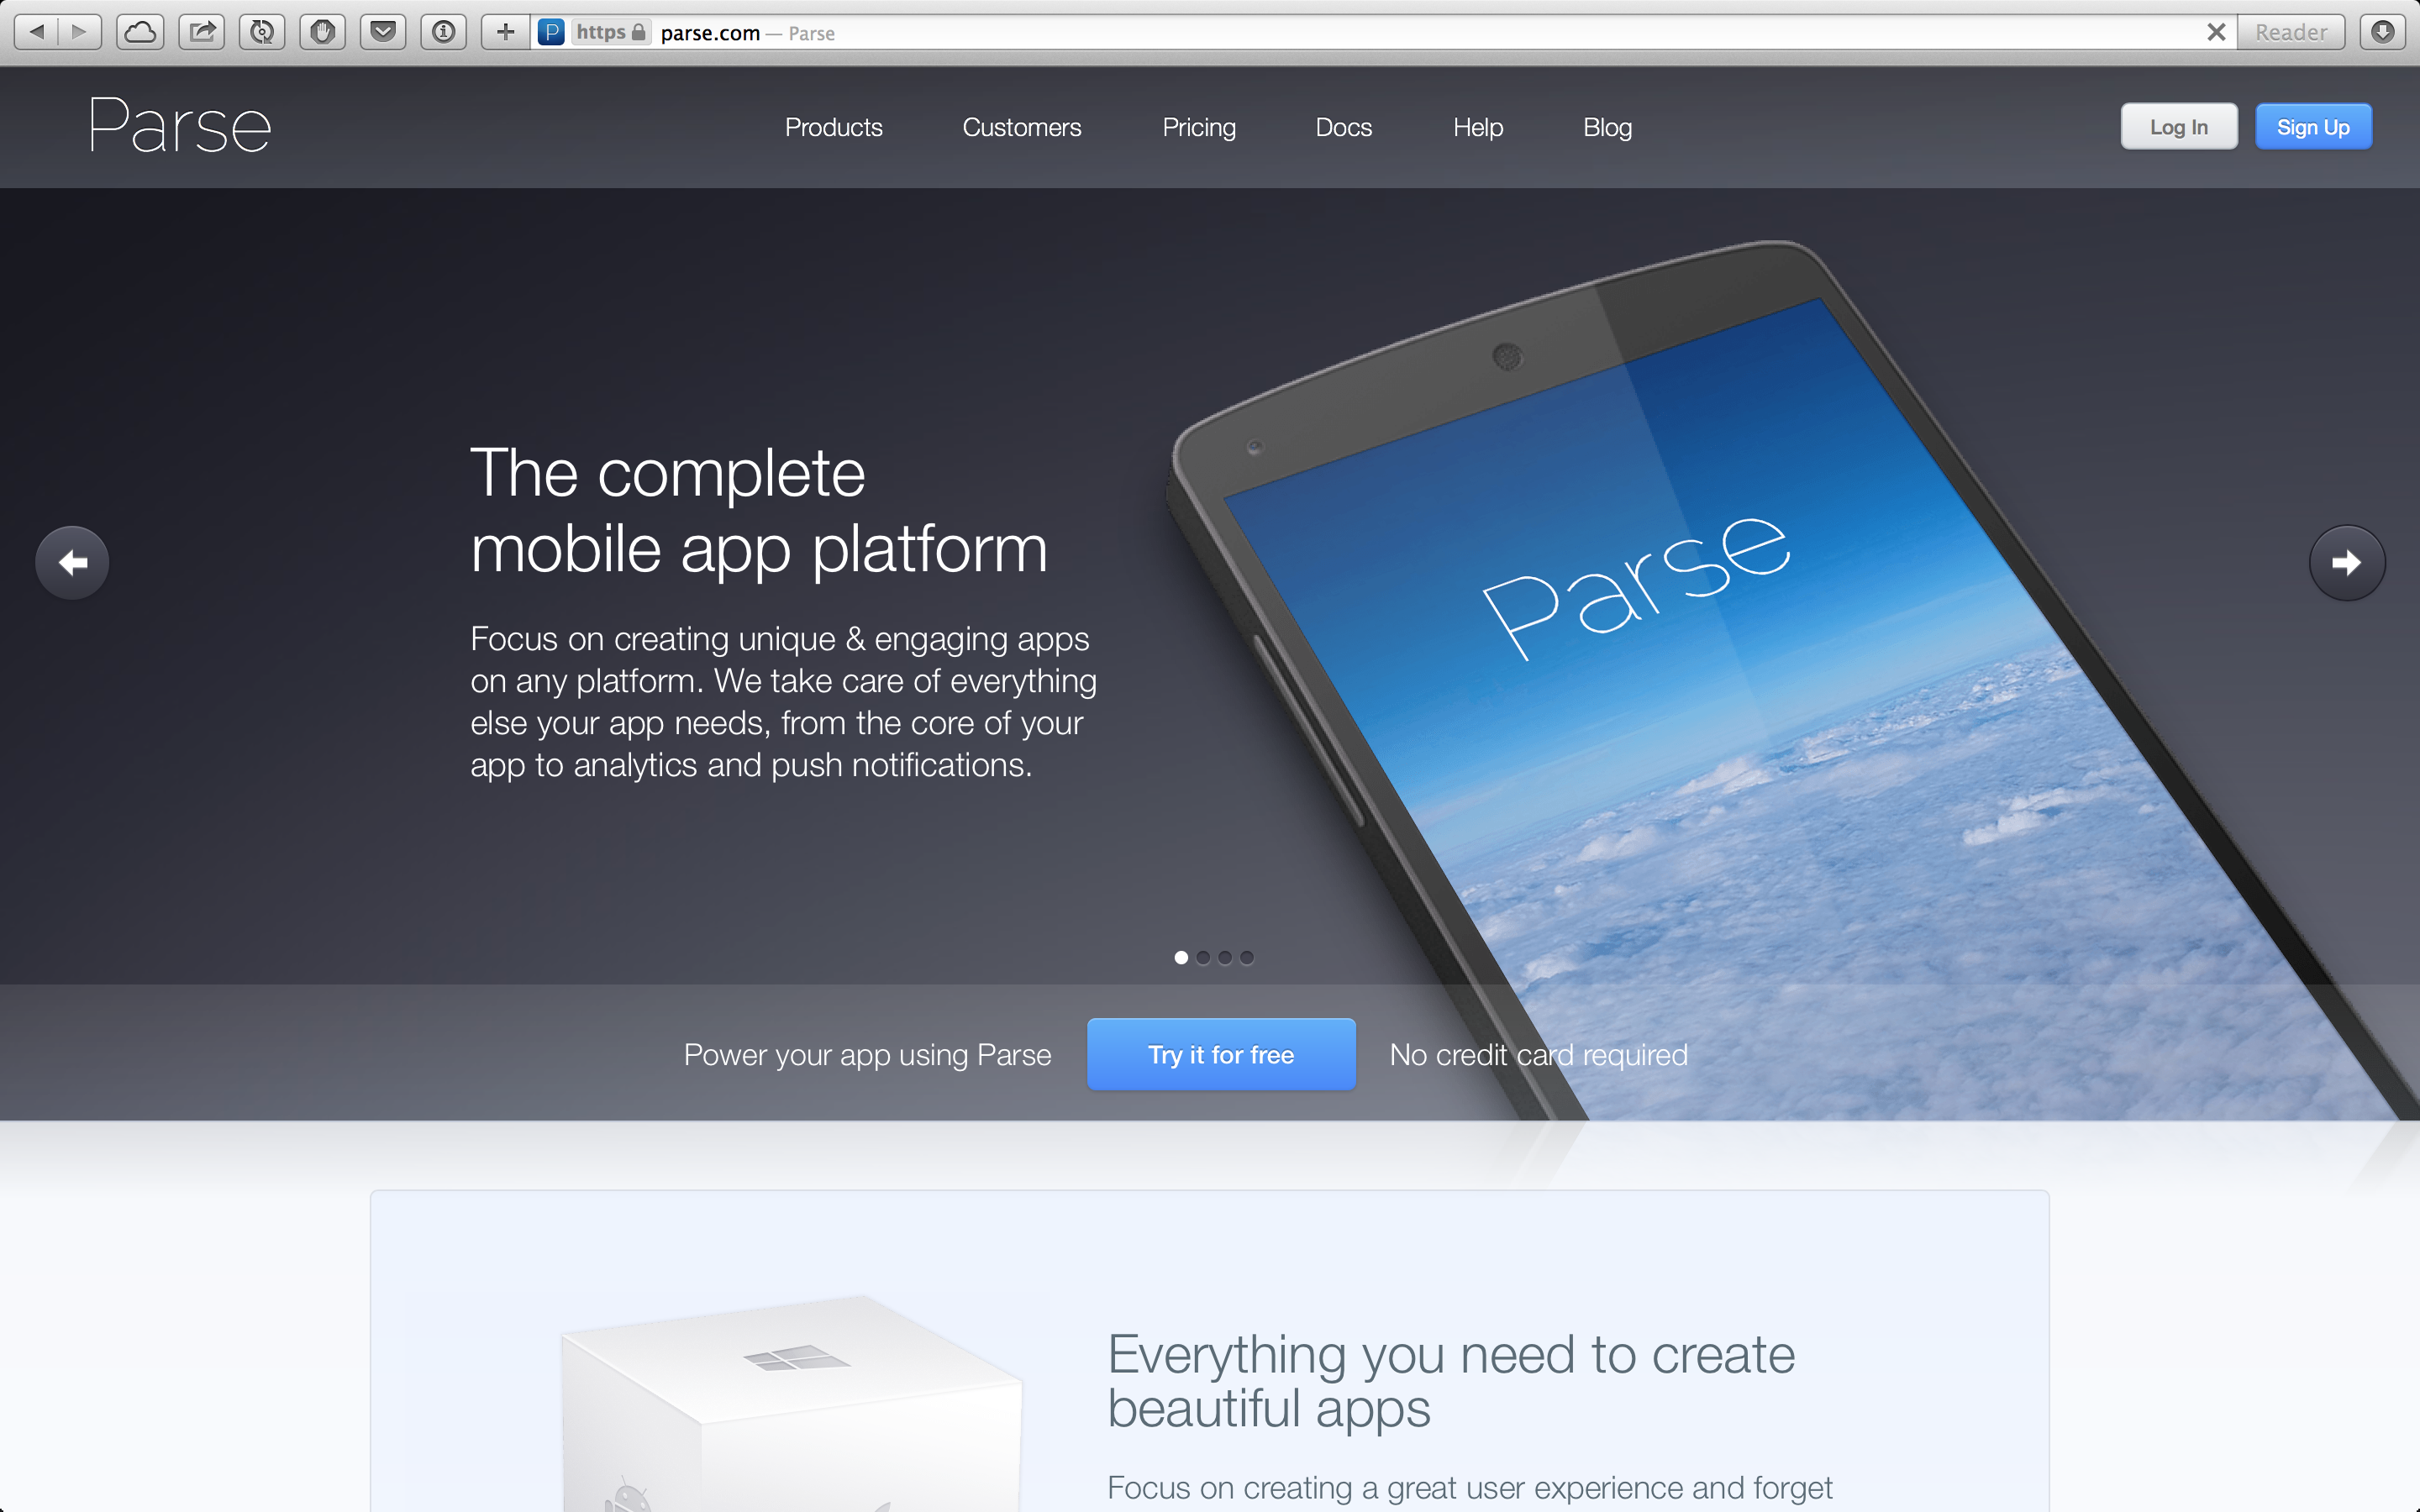 P https parse.com — Parse Reader
Parse
Products Customers Pricing Docs Help Blog
Log In Sign Up
The complete
mobile app platform
Focus on creating unique & engaging apps
on any platform. We take care of everything
else your app needs, from the core of your
app to analytics and push notifications.
Parse
Power your app using Parse Try it for free No credit card required
Everything you need to create
beautiful apps
Focus on creating a great user experience and forget